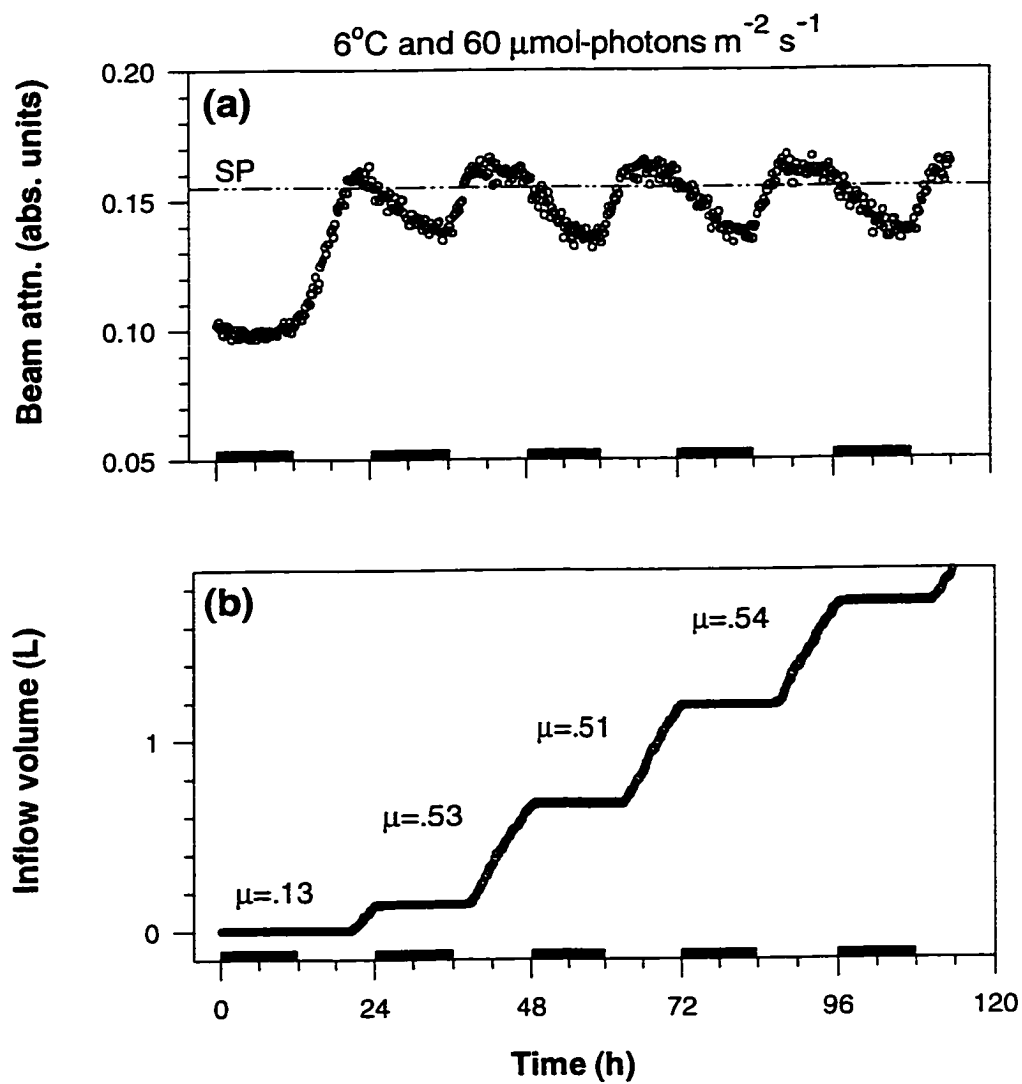 6°C and 60 μmol-photons m⁻² s⁻¹
(a)
Beam attn. (abs. units)
0.20
SP
0.15
0.10
0.05
(b)
Inflow volume (L)
μ=.54
1
μ=.51
μ=.53
μ=.13
0
0 24 48 72 96 120
Time (h)